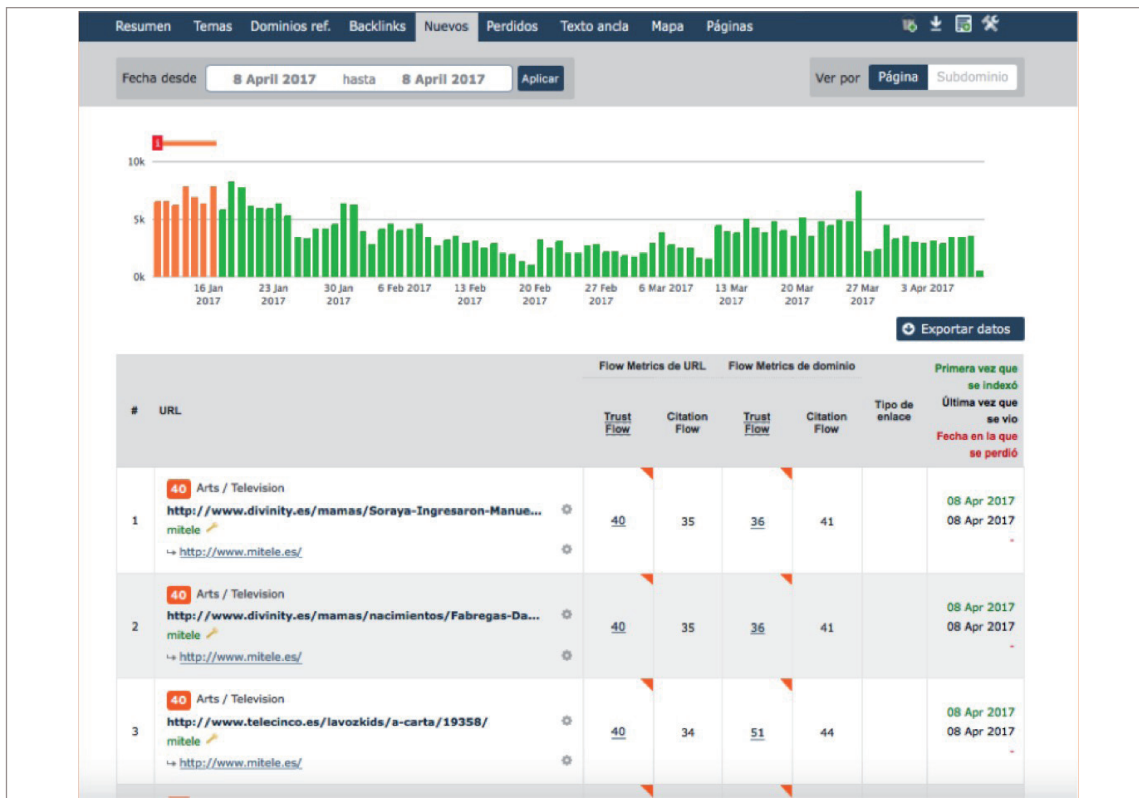 Resumen Temas Dominios ref. Backlinks Nuevos Perdidos Texto ancla Mapa Páginas
Fecha desde 8 April 2017 hasta 8 April 2017 Aplicar Ver por Página Subdominio
i
10k
5k
0k
16 Jan 2017
23 Jan 2017
30 Jan 2017
6 Feb 2017
13 Feb 2017
20 Feb 2017
27 Feb 2017
6 Mar 2017
13 Mar 2017
20 Mar 2017
27 Mar 2017
3 Apr 2017
Exportar datos
Flow Metrics de URL Flow Metrics de dominio
# URL
Trust Flow
Citation Flow
Trust Flow
Citation Flow
Tipo de enlace
Primera vez que se indexó
Última vez que se vio
Fecha en la que se perdió
40 Arts / Television
1 http://www.divinity.es/mamas/Soraya-Ingresaron-Manue... 40 35 36 41 08 Apr 2017
mitele 08 Apr 2017
http://www.mitele.es/ -
40 Arts / Television
2 http://www.divinity.es/mamas/nacimientos/Fabregas-Da... 40 35 36 41 08 Apr 2017
mitele 08 Apr 2017
http://www.mitele.es/ -
40 Arts / Television
3 http://www.telecinco.es/lavozkids/a-carta/19358/ 40 34 51 44 08 Apr 2017
mitele 08 Apr 2017
http://www.mitele.es/ -